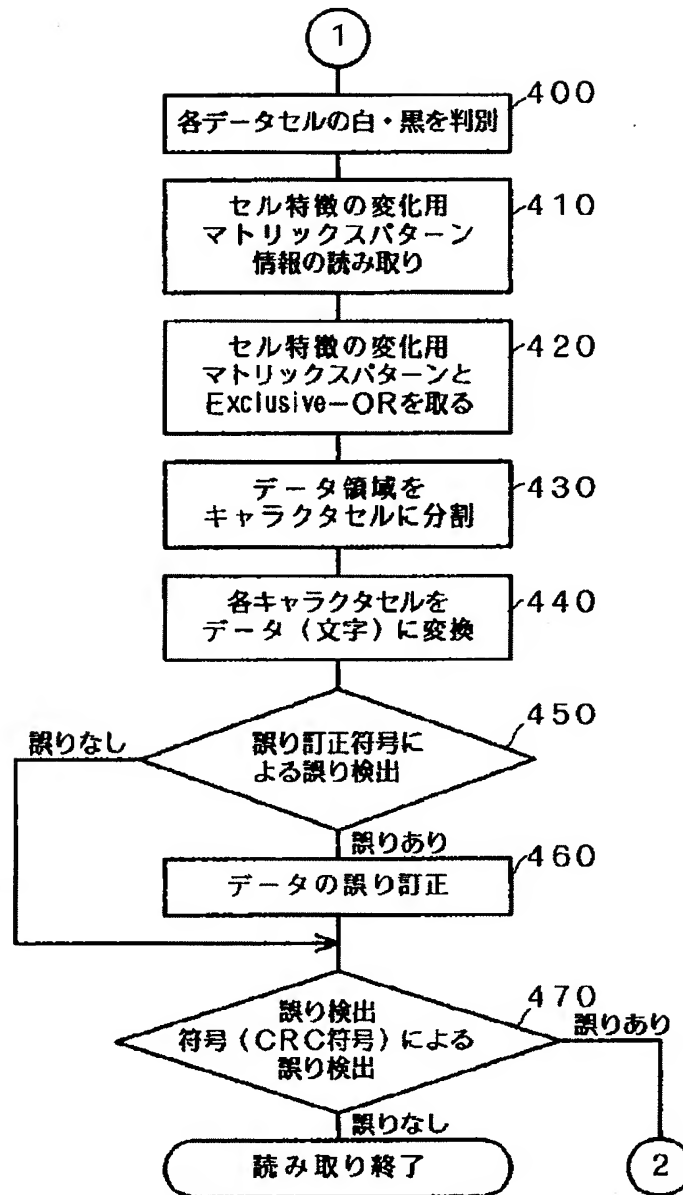 1
400
各データセルの白・黒を判別
410
セル特徴の変化用
マトリックスパターン
情報の読み取り
420
セル特徴の変化用
マトリックスパターンと
Exclusive-ORを取る
430
データ領域を
キャラクタセルに分割
440
各キャラクタセルを
データ(文字)に変換
450
誤りなし
誤り訂正符号に
よる誤り検出
誤りあり
460
データの誤り訂正
470
誤り検出
符号(CRC符号)による
誤り検出
誤りあり
誤りなし
読み取り終了
2